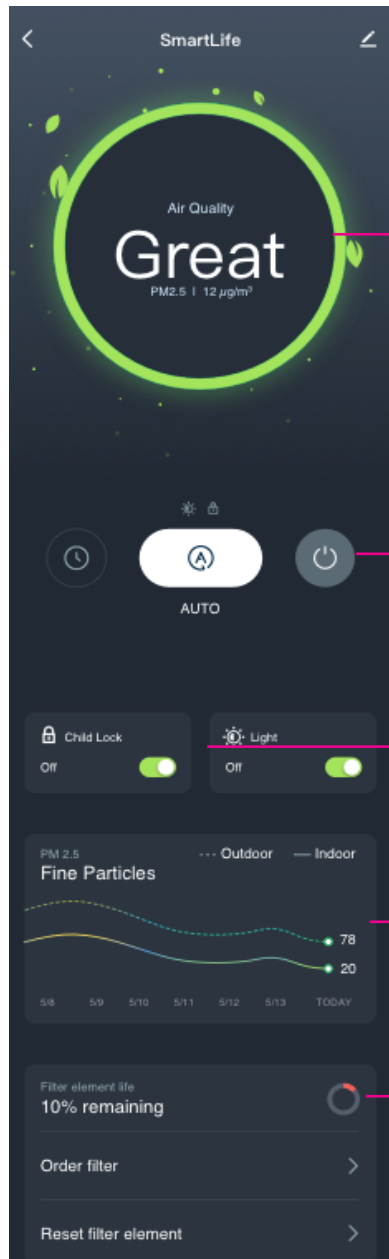 SmartLife
Air Quality
Great
PM2.5 | 12 µg/m³
AUTO
Child Lock
Off
Light
Off
PM 2.5
Outdoor
Indoor
Fine Particles
78
20
5/8 5/9 5/10 5/11 5/12 5/13 TODAY
Filter element life
10% remaining
Order filter
Reset filter element